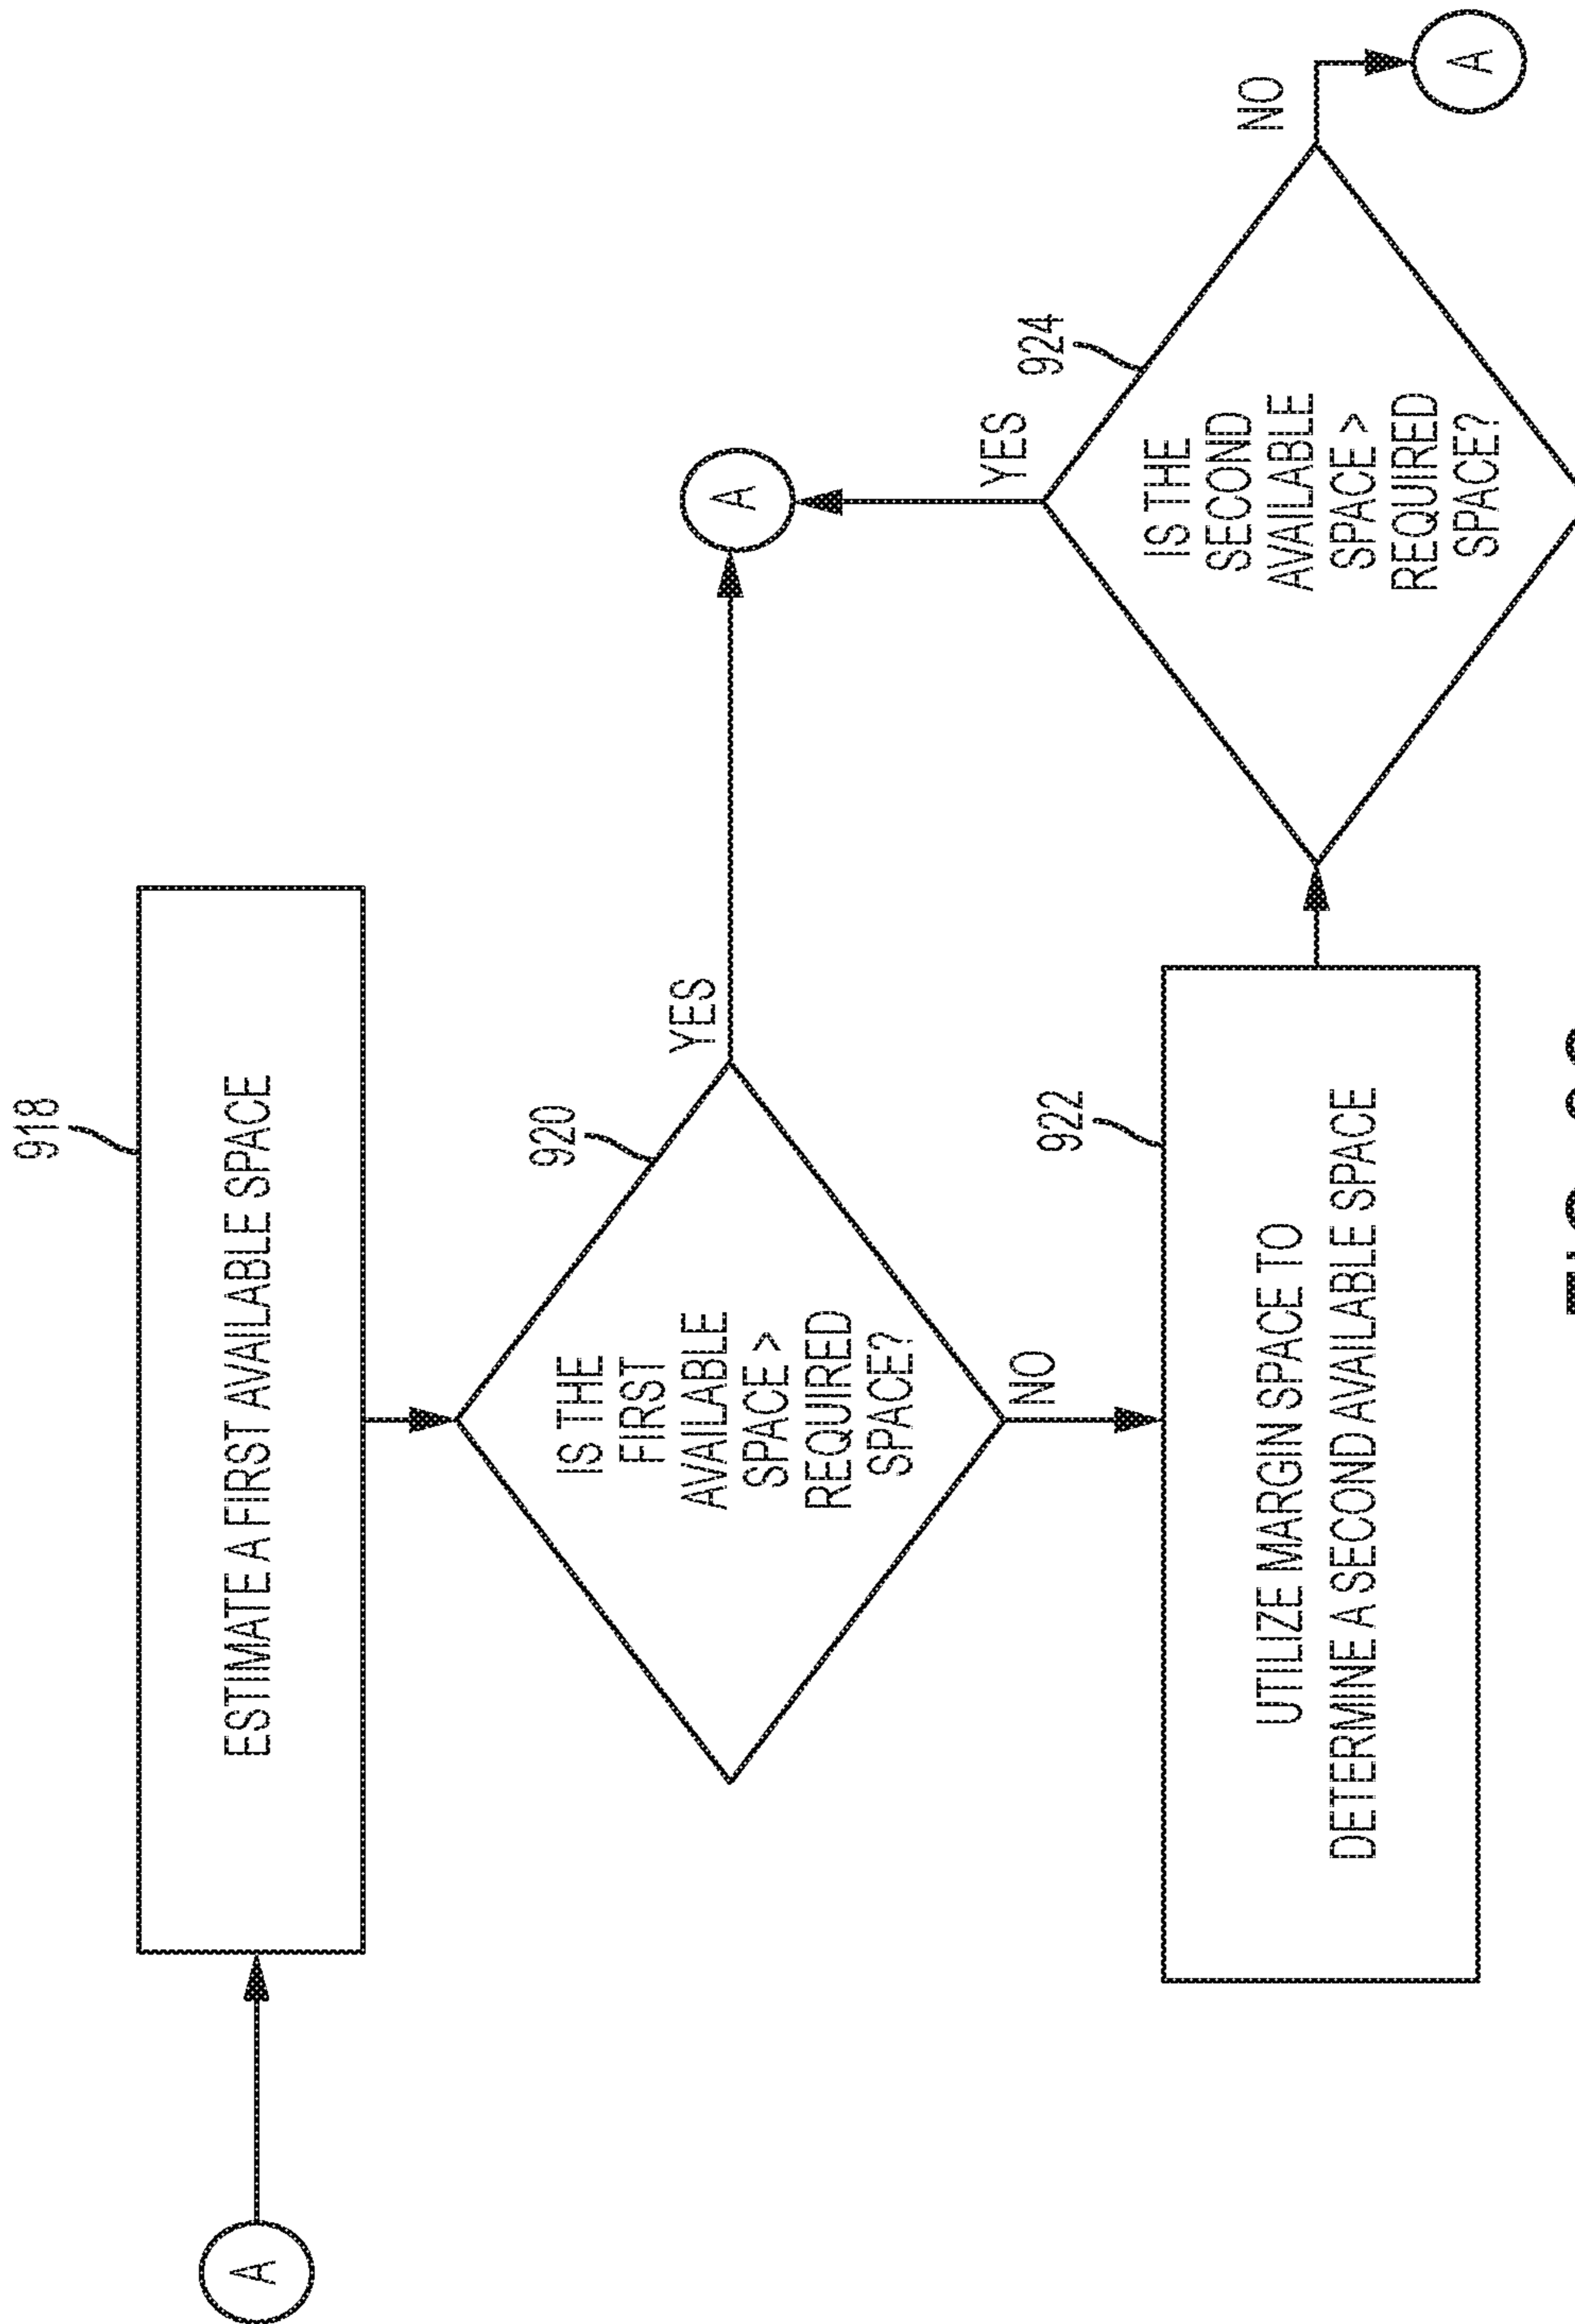 A
918
ESTIMATE A FIRST AVAILABLE SPACE
920
IS THE
FIRST
AVAILABLE
SPACE >
REQUIRED
SPACE?
YES
A
NO
922
UTILIZE MARGIN SPACE TO
DETERMINE A SECOND AVAILABLE SPACE
924
IS THE
SECOND
AVAILABLE
SPACE >
REQUIRED
SPACE?
YES
NO
A